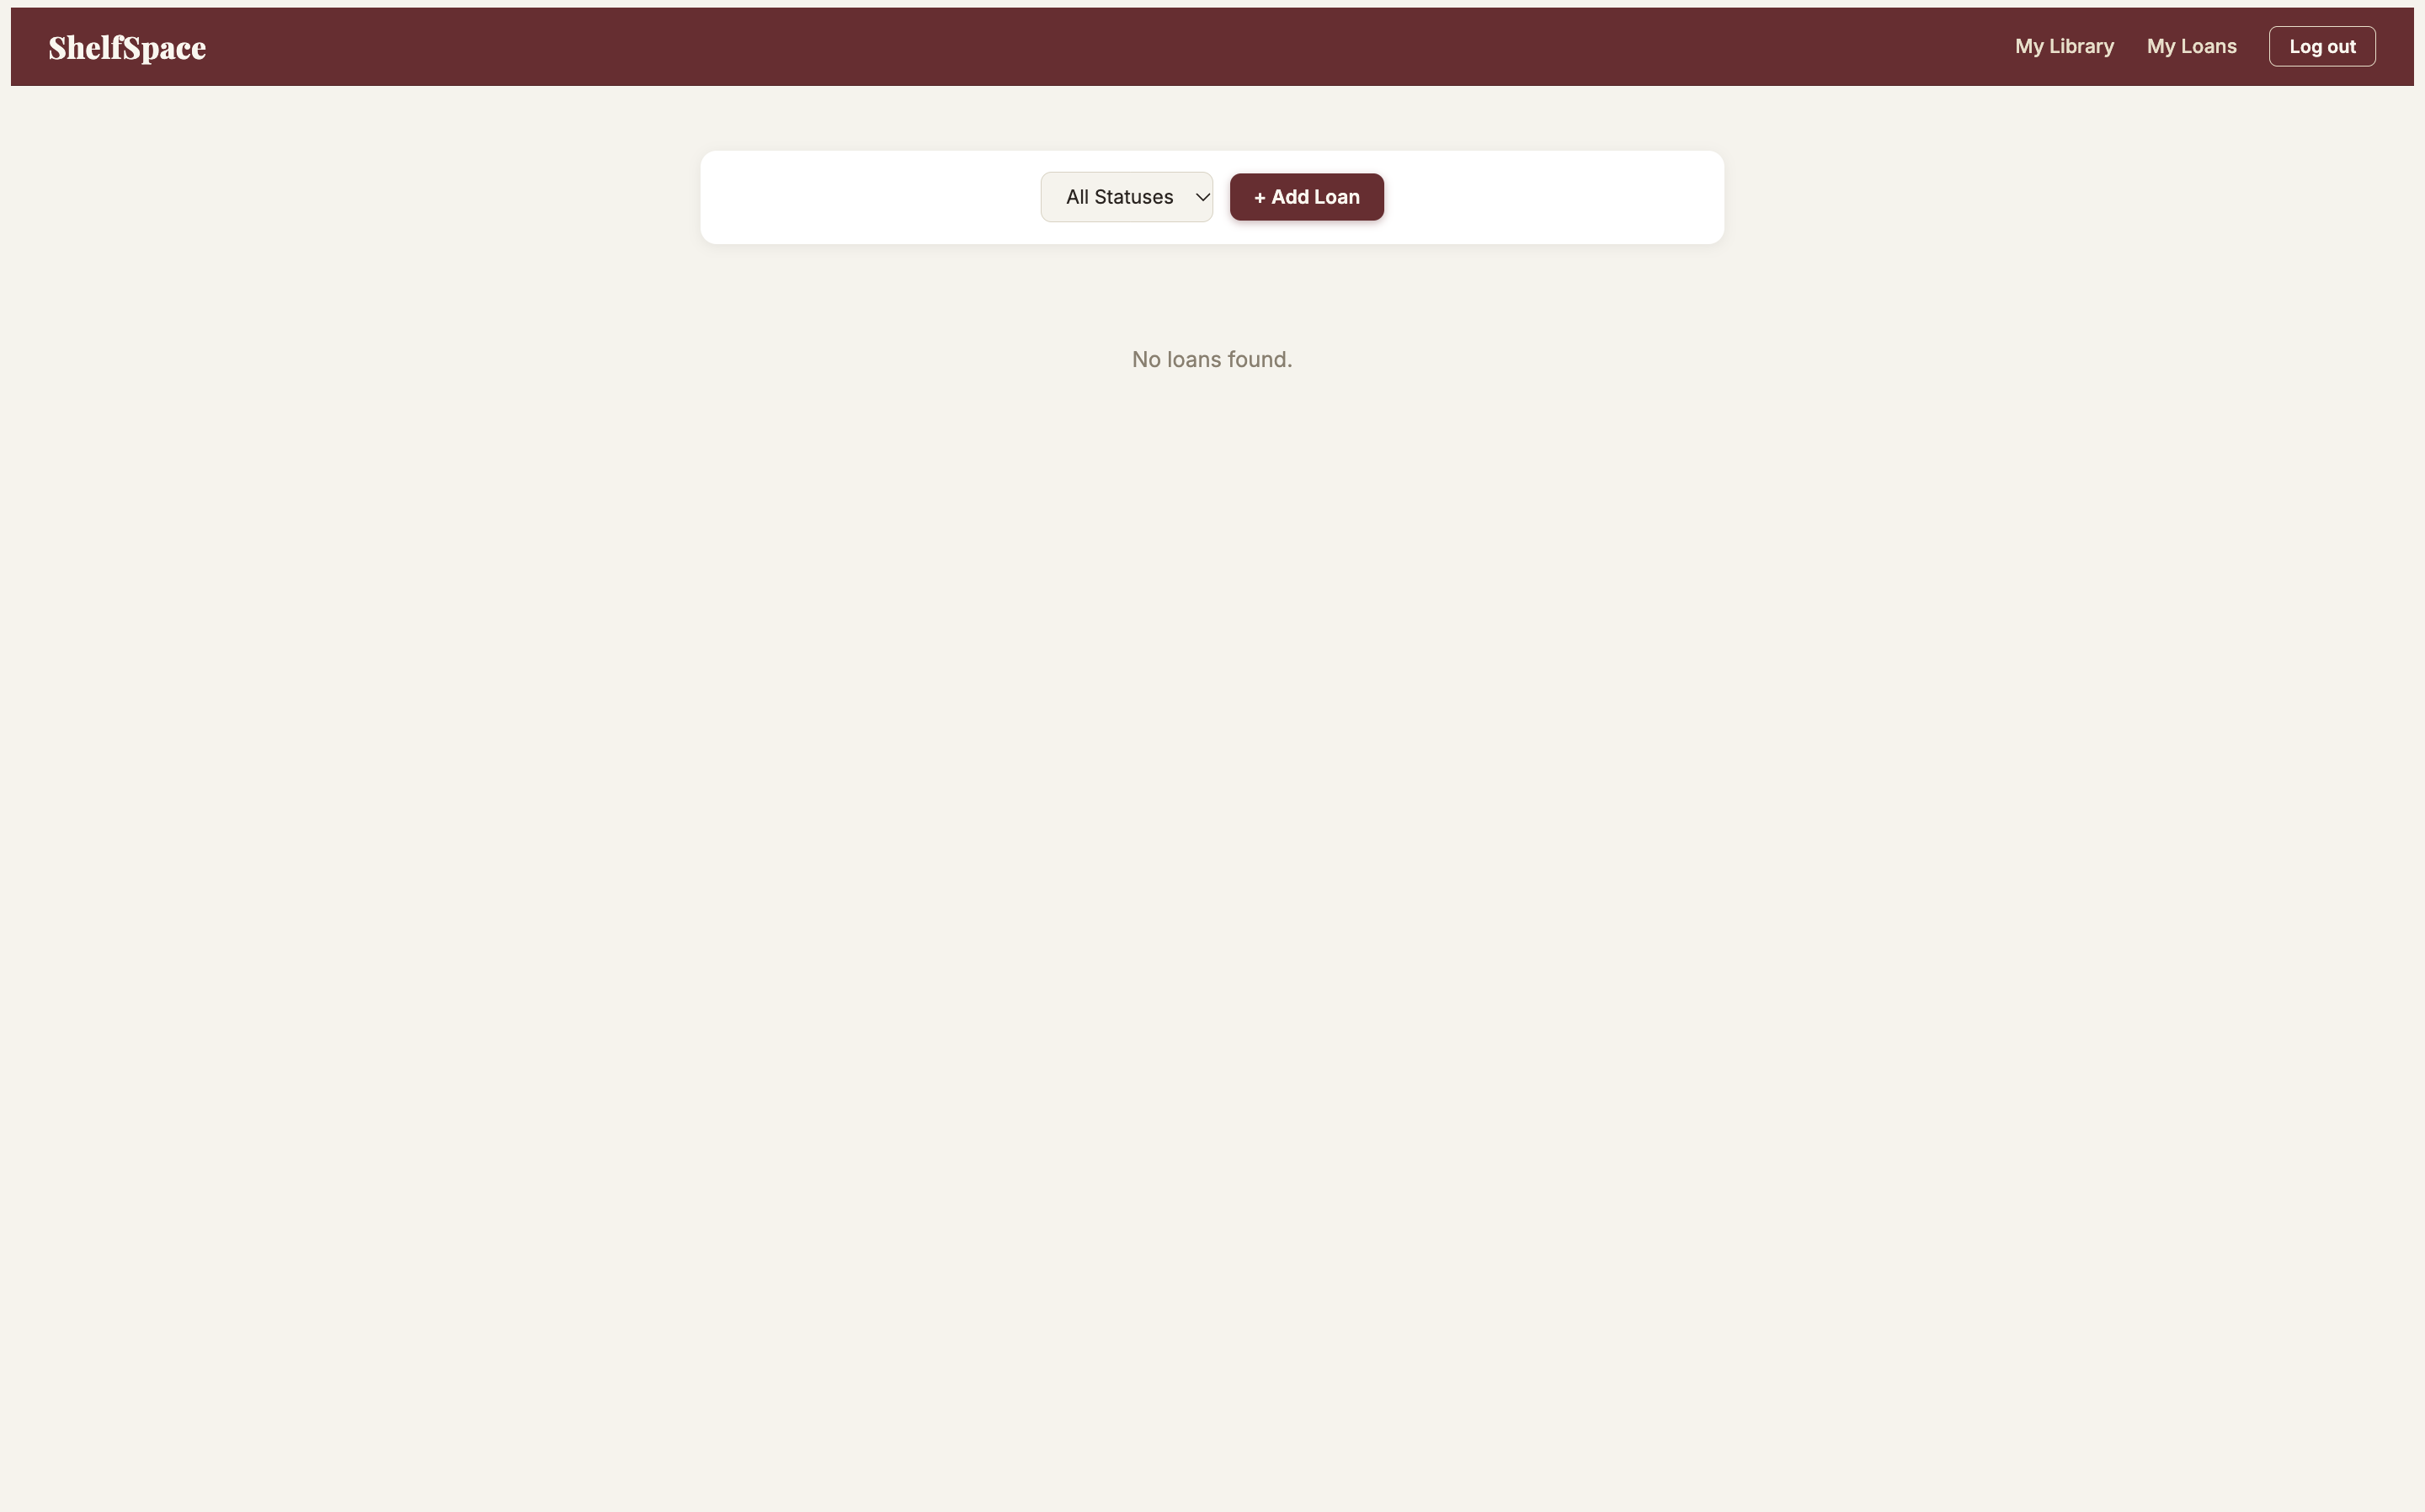 ShelfSpace
My Library
My Loans
Log out
All Statuses
+ Add Loan
No loans found.